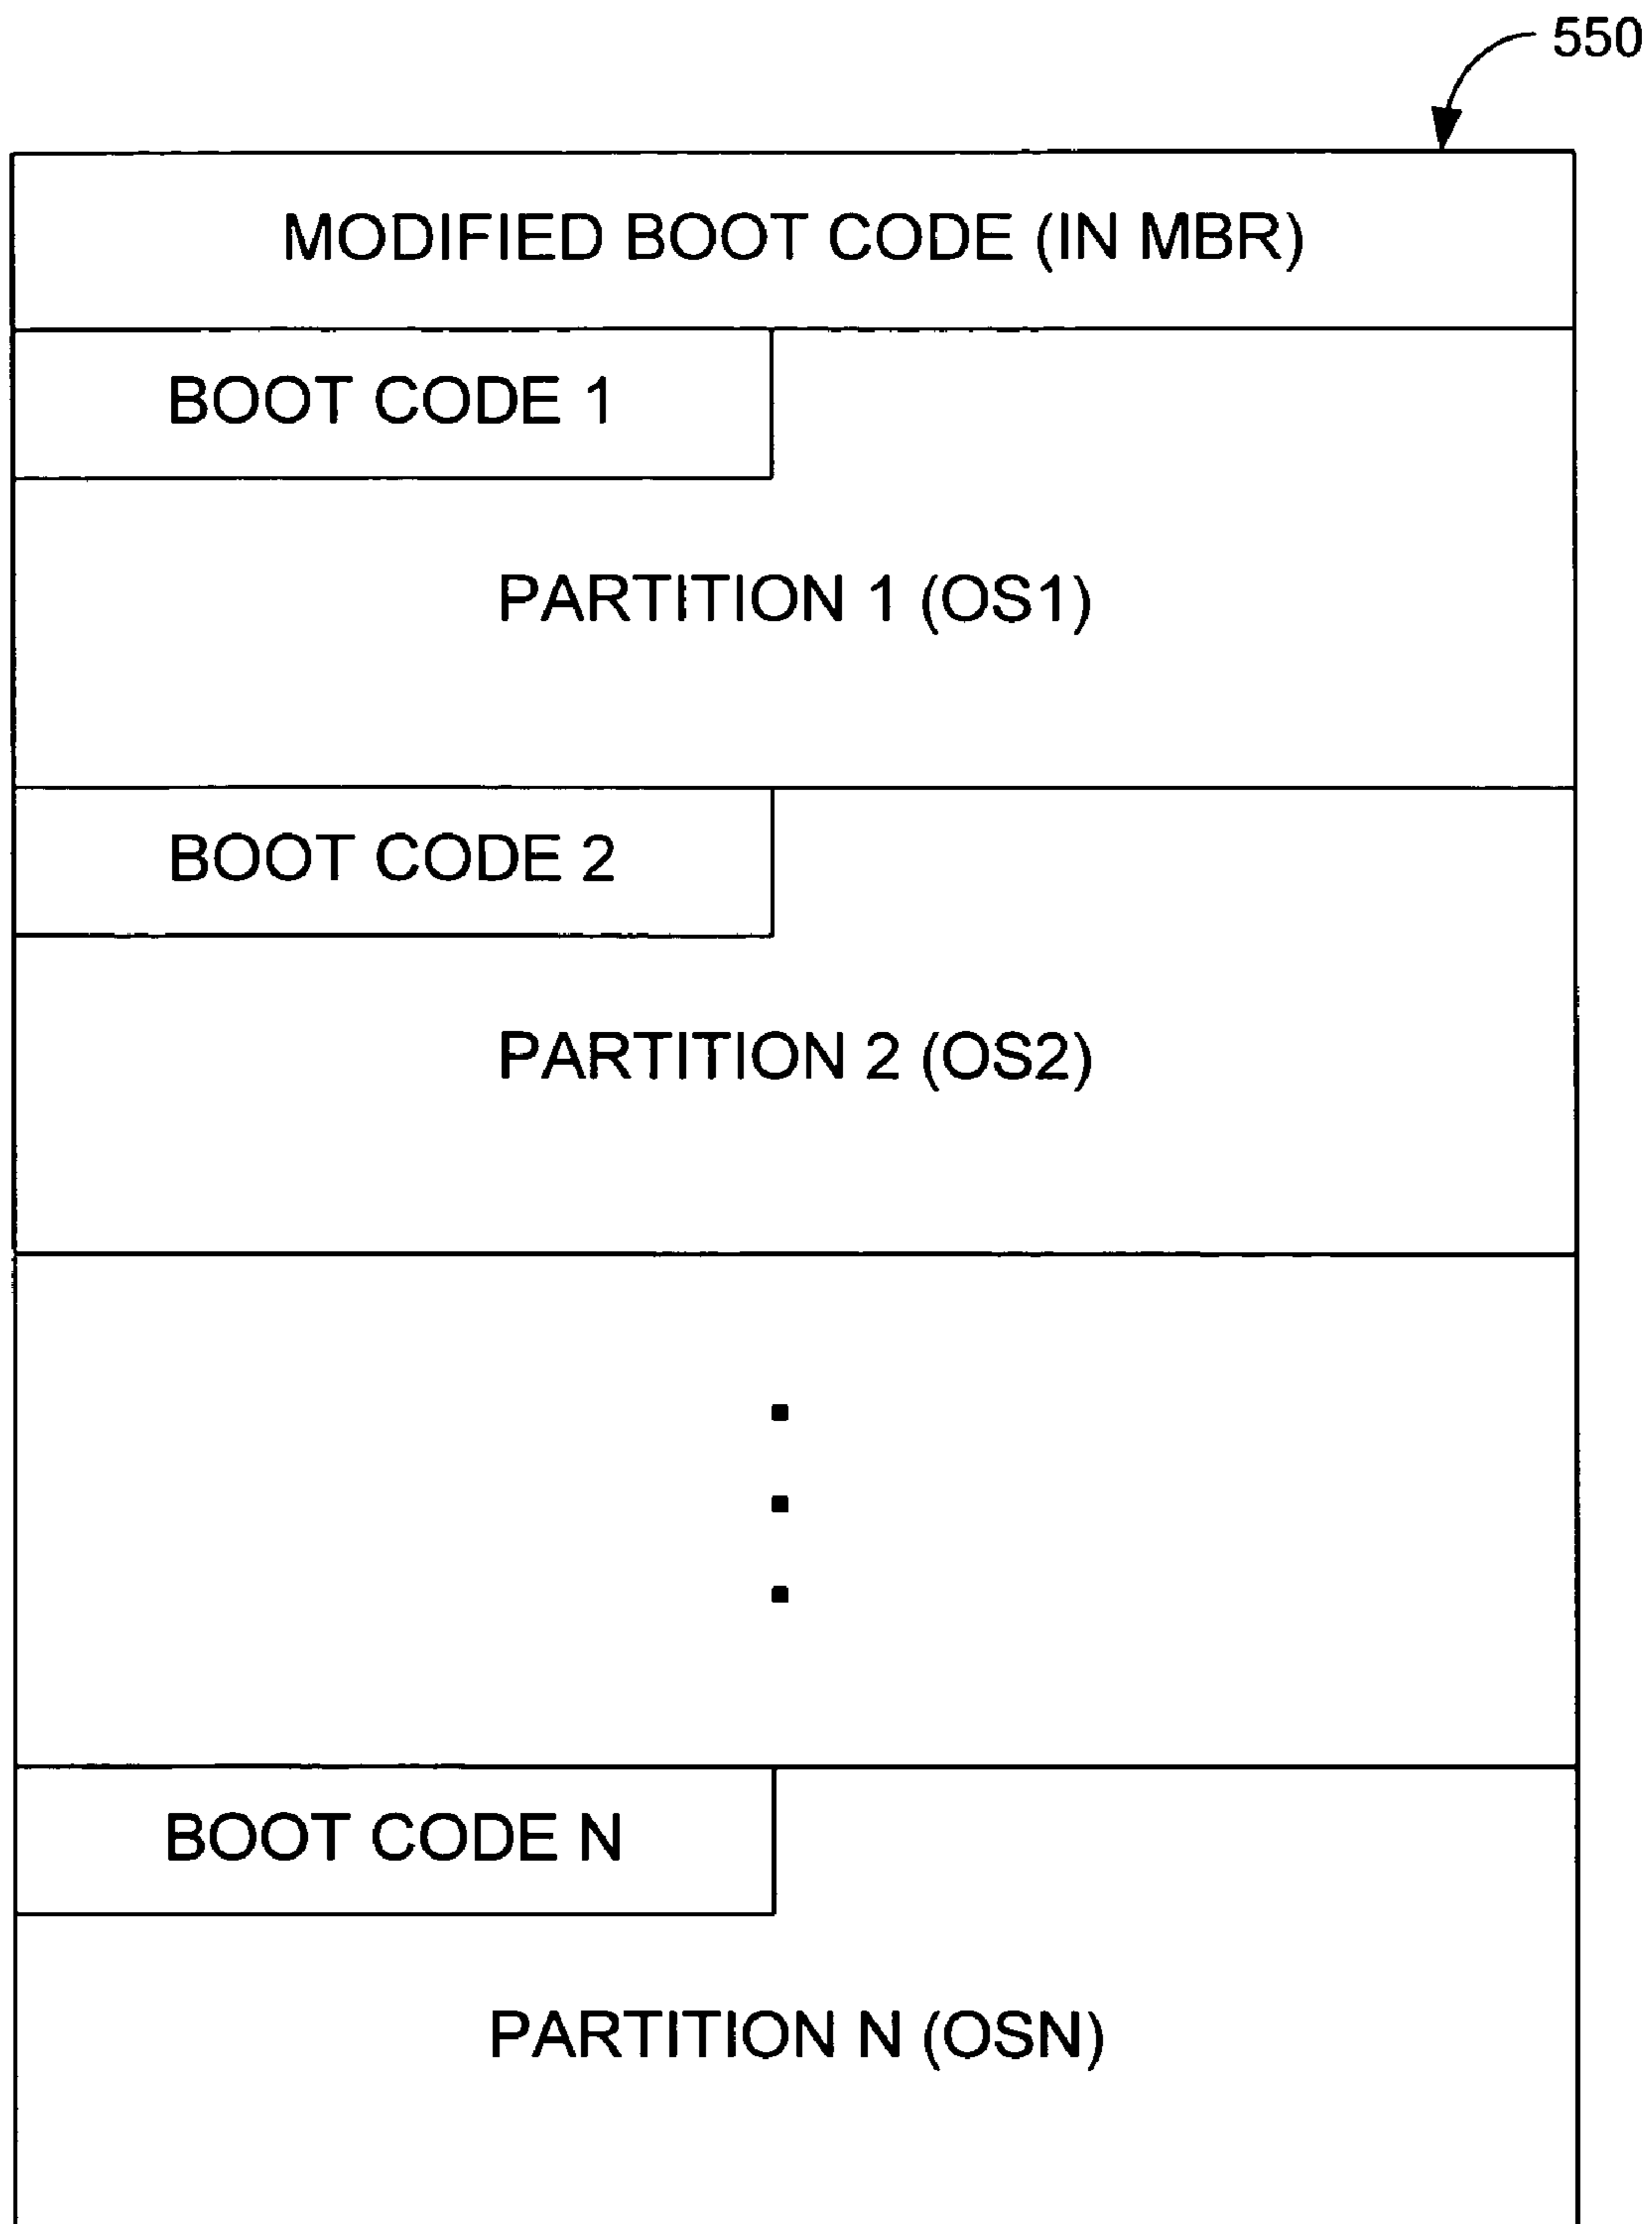 550
MODIFIED BOOT CODE (IN MBR)
BOOT CODE 1
PARTITION 1 (OS1)
BOOT CODE 2
PARTITION 2 (OS2)
BOOT CODE N
PARTITION N (OSN)